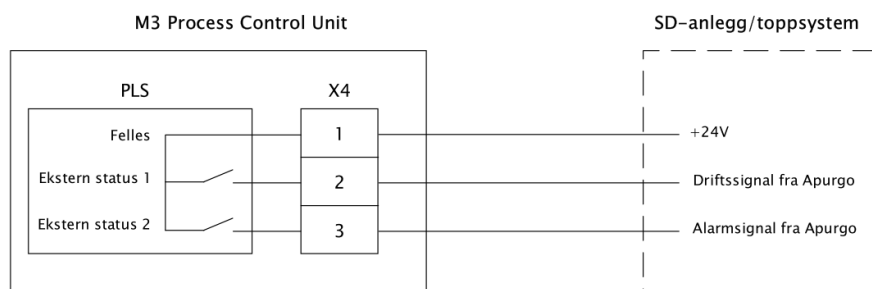 M3 Process Control Unit
SD-anlegg/toppsystem
PLS
X4
Felles
1
+24V
Ekstern status 1
2
Driftssignal fra Apurgo
Ekstern status 2
3
Alarmsignal fra Apurgo